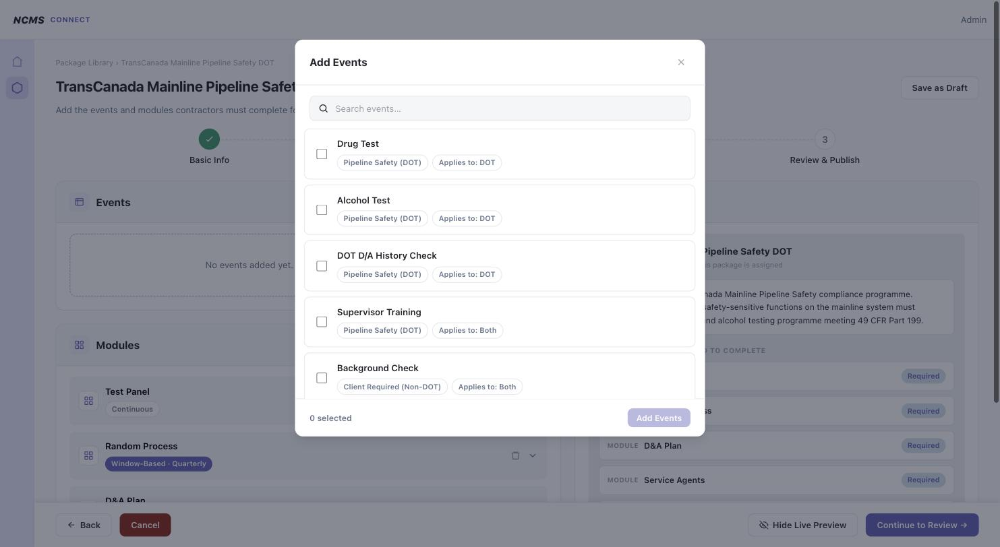 NCMS CONNECT
Admin
Package Library › TransCanada Mainline Pipeline Safety DOT
TransCanada Mainline Pipeline
Save as Draft
Add the events and modules contractors must complete
Basic Info
3
Review & Publish
Events
No events added yet.
Modules
Test Panel
Continuous
Random Process
Window-Based · Quarterly
D&A Plan
Add Events
Search events...
Drug Test
Pipeline Safety (DOT) Applies to: DOT
Alcohol Test
Pipeline Safety (DOT) Applies to: DOT
DOT D/A History Check
Pipeline Safety (DOT) Applies to: DOT
Supervisor Training
Pipeline Safety (DOT) Applies to: Both
Background Check
Client Required (Non-DOT) Applies to: Both
0 selected
Add Events
Pipeline Safety DOT
package is assigned
Mainline Pipeline Safety compliance programme.
safety-sensitive functions on the mainline system must
and alcohol testing programme meeting 49 CFR Part 199.
TO COMPLETE
Required
Required
MODULE D&A Plan Required
MODULE Service Agents Required
← Back
Cancel
Hide Live Preview
Continue to Review →